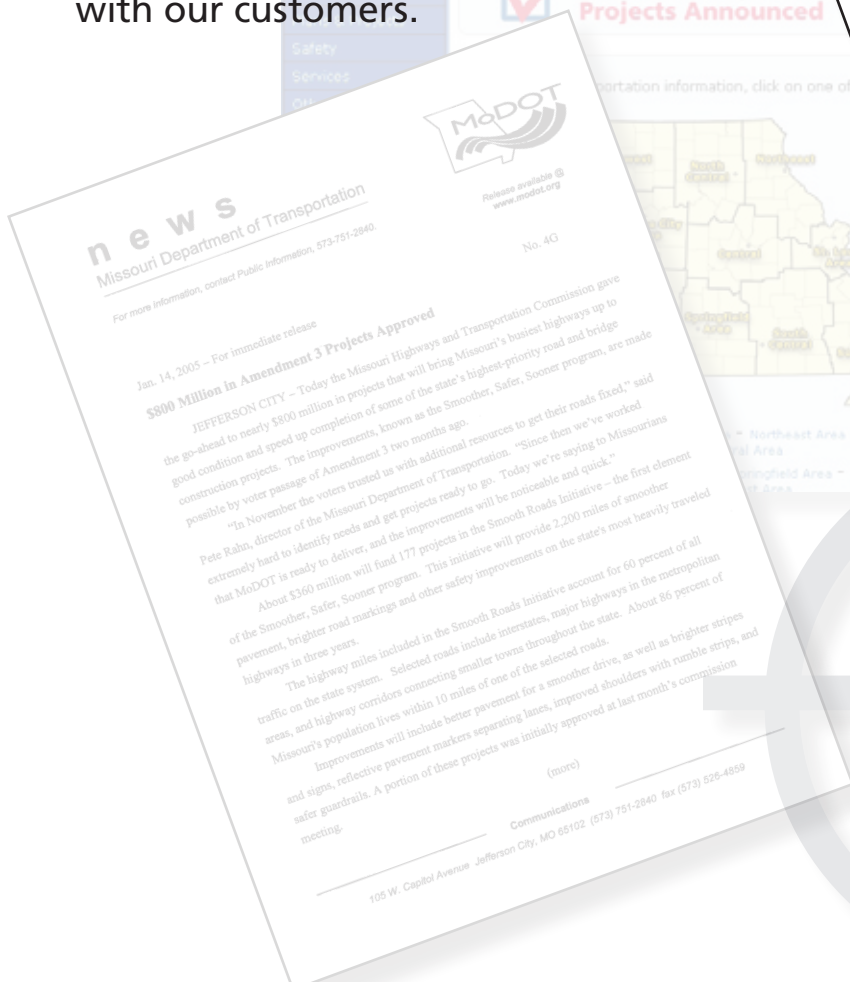 with our customers.
Projects Announced
Safety
Services
portation information, click on one of
North
Central
Northeast
Central
Springfield
Area
South
Central
Northeast Area
ral Area
pringfield Area
st Area
MoDOT
Release available @
www.modot.org
news
Missouri Department of Transportation
For more information, contact Public Information, 573-751-2840.
No. 4G
Jan. 14, 2005 – For immediate release
$800 Million in Amendment 3 Projects Approved
JEFFERSON CITY – Today the Missouri Highways and Transportation Commission gave
the go-ahead to nearly $800 million in projects that will bring Missouri's busiest highways up to
good condition and speed up completion of some of the state's highest-priority road and bridge
construction projects. The improvements, known as the Smoother, Safer, Sooner program, are made
possible by voter passage of Amendment 3 two months ago.
"In November the voters trusted us with additional resources to get their roads fixed," said
Pete Rahn, director of the Missouri Department of Transportation. "Since then we've worked
extremely hard to identify needs and get projects ready to go. Today we're saying to Missourians
that MoDOT is ready to deliver, and the improvements will be noticeable and quick."
About $360 million will fund 177 projects in the Smooth Roads Initiative – the first element
of the Smoother, Safer, Sooner program. This initiative will provide 2,200 miles of smoother
pavement, brighter road markings and other safety improvements on the state's most heavily traveled
highways in three years.
The highway miles included in the Smooth Roads Initiative account for 60 percent of all
traffic on the state system. Selected roads include interstates, major highways in the metropolitan
areas, and highway corridors connecting smaller towns throughout the state. About 86 percent of
Missouri's population lives within 10 miles of one of the selected roads.
Improvements will include better pavement for a smoother drive, as well as brighter stripes
and signs, reflective pavement markers separating lanes, improved shoulders with rumble strips, and
safer guardrails. A portion of these projects was initially approved at last month's commission
meeting.
(more)
Communications
105 W. Capitol Avenue Jefferson City, MO 65102 (573) 751-2840 fax (573) 526-4859